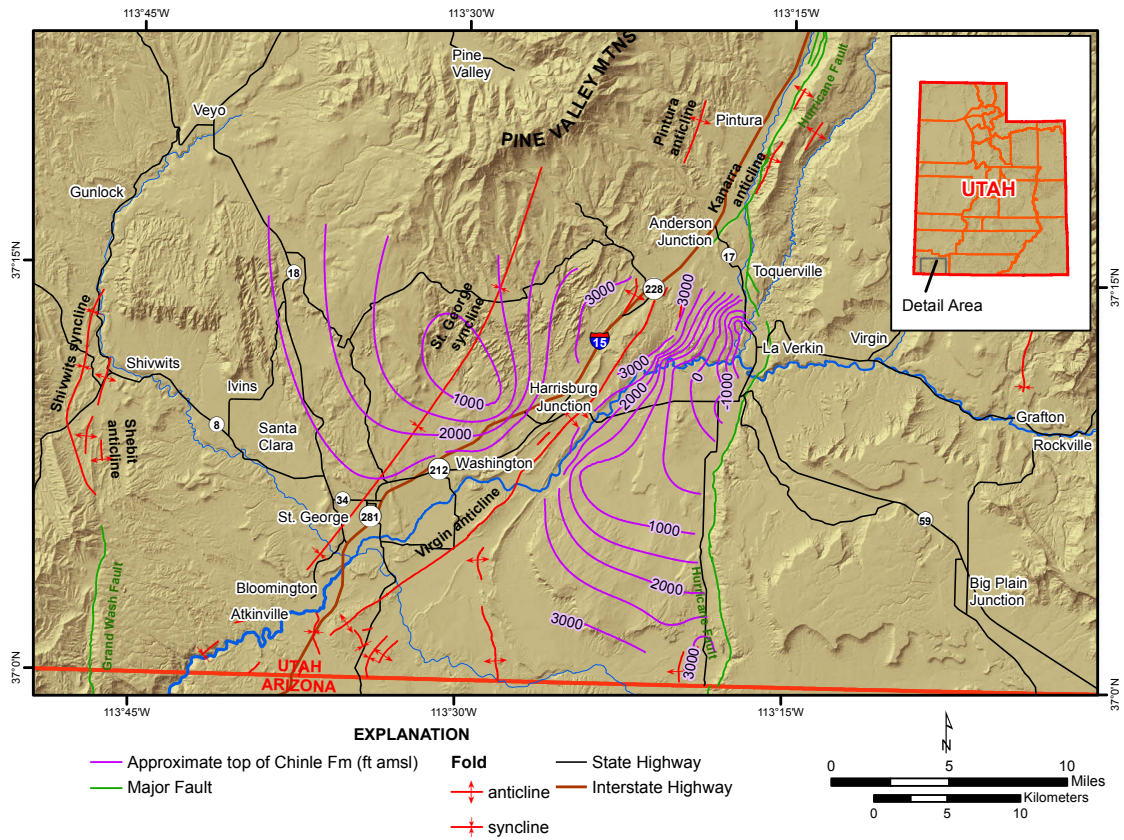 113°45'W
113°30'W
113°15'W
Pine
Valley
PINE VALLEY MTNS
Hurricane Fault
Veyo
Pintura
anticline
Pintura
Gunlock
Kanarra
anticline
UTAH
Anderson
Junction
37°15'N
18
17
Toquerville
37°15'N
Detail Area
228
3000
3000
St. George
syncline
15
Shivwits syncline
La Verkin
Virgin
Shivwits
-3000
Ivins
Harrisburg
Junction
0
-1000
1000
2000
Grafton
8
Santa
Clara
2000
Rockville
Shebit
anticline
212
Washington
34
St. George
281
Virgin anticline
1000
59
Hurricane Fault
Bloomington
2000
Big Plain
Junction
Atkinville
3000
Grand Wash Fault
3000
37°0'N
UTAH
ARIZONA
37°0'N
113°45'W
113°30'W
113°15'W
EXPLANATION
Approximate top of Chinle Fm (ft amsl)
Major Fault
Fold
anticline
syncline
State Highway
Interstate Highway
N
0 5 10
Miles
Kilometers
0 5 10